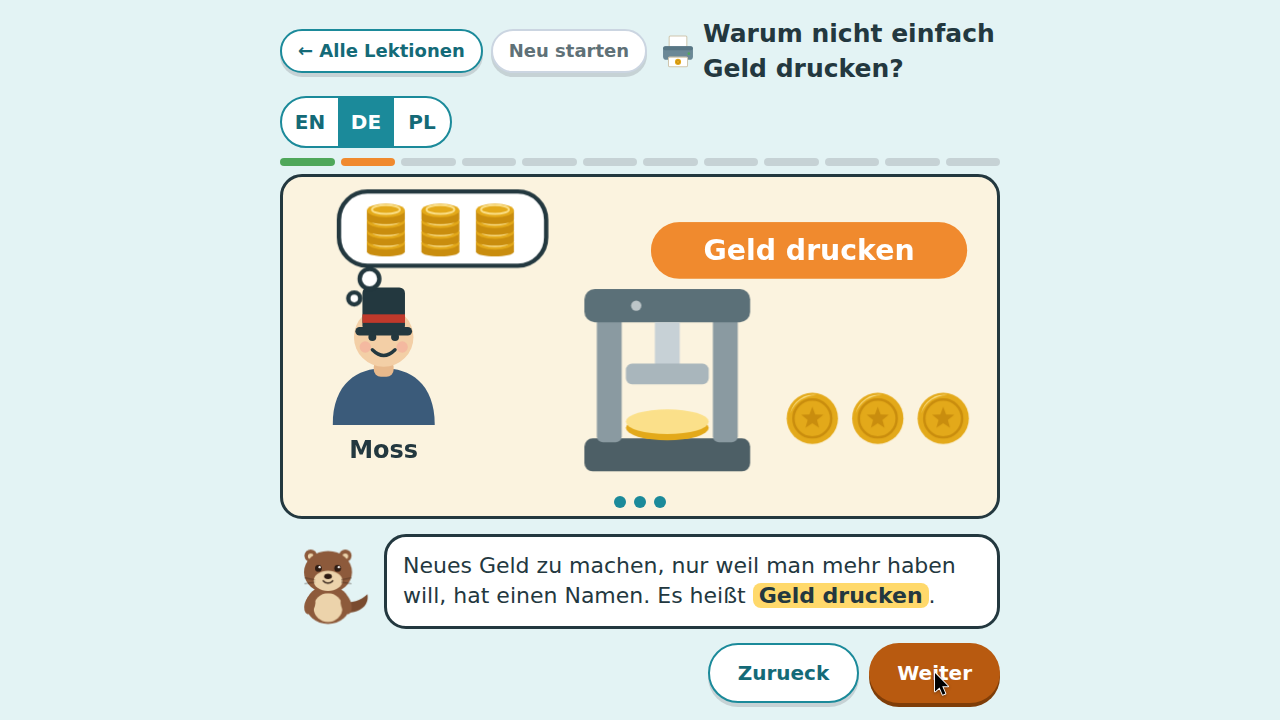 ← Alle Lektionen
Neu starten
Warum nicht einfach
Geld drucken?
EN DE PL
Geld drucken
Moss
Neues Geld zu machen, nur weil man mehr haben
will, hat einen Namen. Es heißt Geld drucken.
Zurueck
Weiter